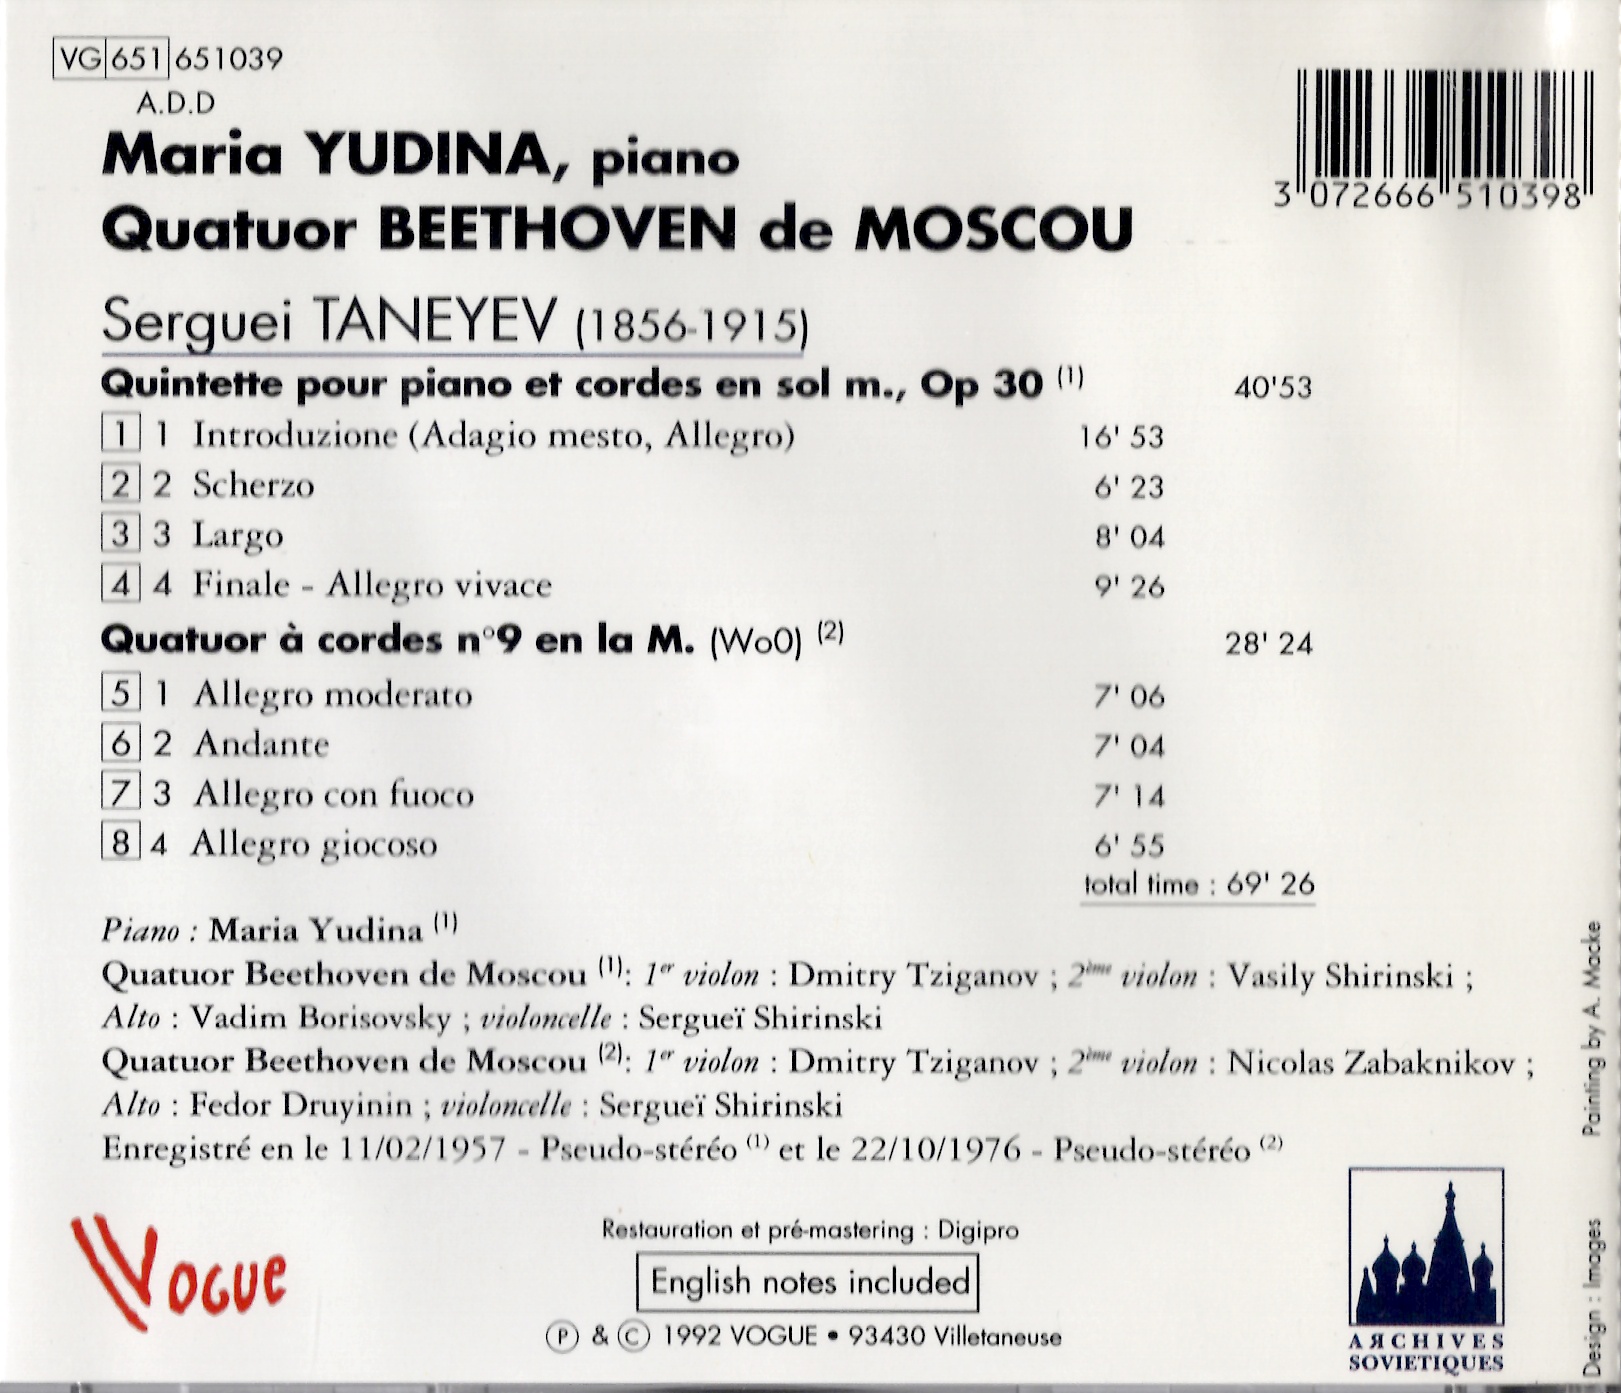 VG 651 651039
A.D.D
Maria YUDINA, piano
Quatuor BEETHOVEN de MOSCOU
3 072666 510398
Serguei TANEYEV (1856-1915)
Quintette pour piano et cordes en sol m., Op 30 (1) 40'53
1 1 Introduzione (Adagio mesto, Allegro) 16' 53
2 2 Scherzo 6' 23
3 3 Largo 8' 04
4 4 Finale - Allegro vivace 9' 26
Quatuor à cordes n°9 en la M. (Wo0) (2) 28' 24
5 1 Allegro moderato 7' 06
6 2 Andante 7' 04
7 3 Allegro con fuoco 7' 14
8 4 Allegro giocoso 6' 55
total time : 69' 26
Piano : Maria Yudina (1)
Quatuor Beethoven de Moscou (1): 1er violon : Dmitry Tziganov ; 2ème violon : Vasily Shirinski ;
Alto : Vadim Borisovsky ; violoncelle : Sergueï Shirinski
Quatuor Beethoven de Moscou (2): 1er violon : Dmitry Tziganov ; 2ème violon : Nicolas Zabaknikov ;
Alto : Fedor Druyinin ; violoncelle : Sergueï Shirinski
Enregistré en le 11/02/1957 - Pseudo-stéréo (1) et le 22/10/1976 - Pseudo-stéréo (2)
VOGUE
Restauration et pré-mastering : Digipro
English notes included
Ⓟ & © 1992 VOGUE • 93430 Villetaneuse
AЯCHIVES
SOVIETIQUES
Design : Images Painting by A. Macke